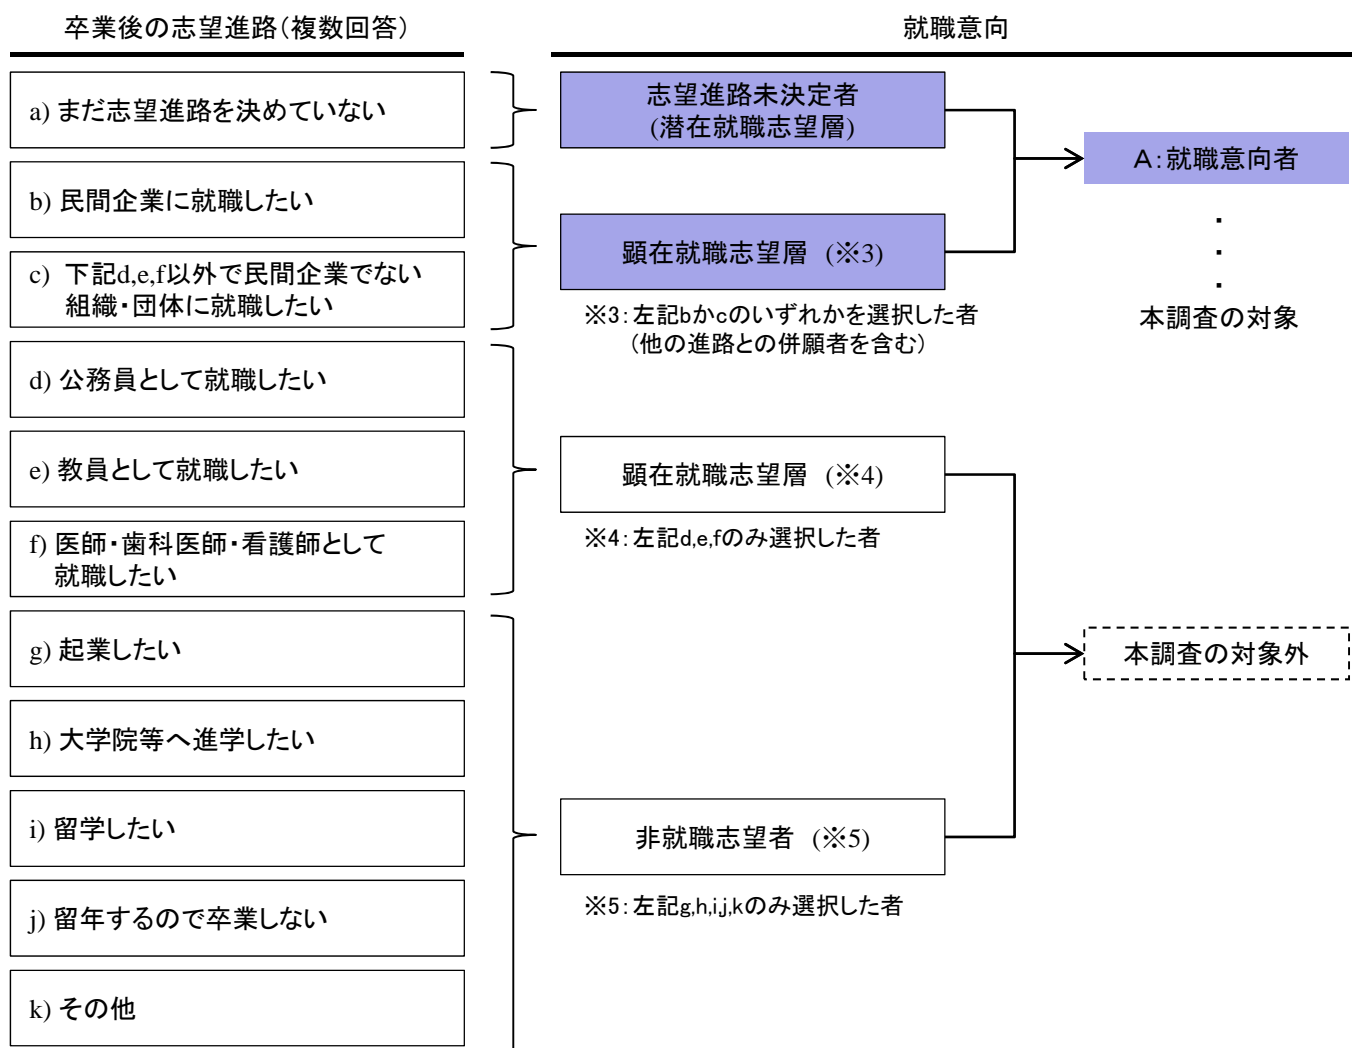 卒業後の志望進路(複数回答)
就職意向
a) まだ志望進路を決めていない
b) 民間企業に就職したい
c) 下記d,e,f以外で民間企業でない
組織・団体に就職したい
d) 公務員として就職したい
e) 教員として就職したい
f) 医師・歯科医師・看護師として
就職したい
g) 起業したい
h) 大学院等へ進学したい
i) 留学したい
j) 留年するので卒業しない
k) その他
志望進路未決定者
(潜在就職志望層)
顕在就職志望層 (※3)
※3:左記bかcのいずれかを選択した者
(他の進路との併願者を含む)
顕在就職志望層 (※4)
※4:左記d,e,fのみ選択した者
非就職志望者 (※5)
※5:左記g,h,i,j,kのみ選択した者
A:就職意向者
・
・
・
本調査の対象
本調査の対象外